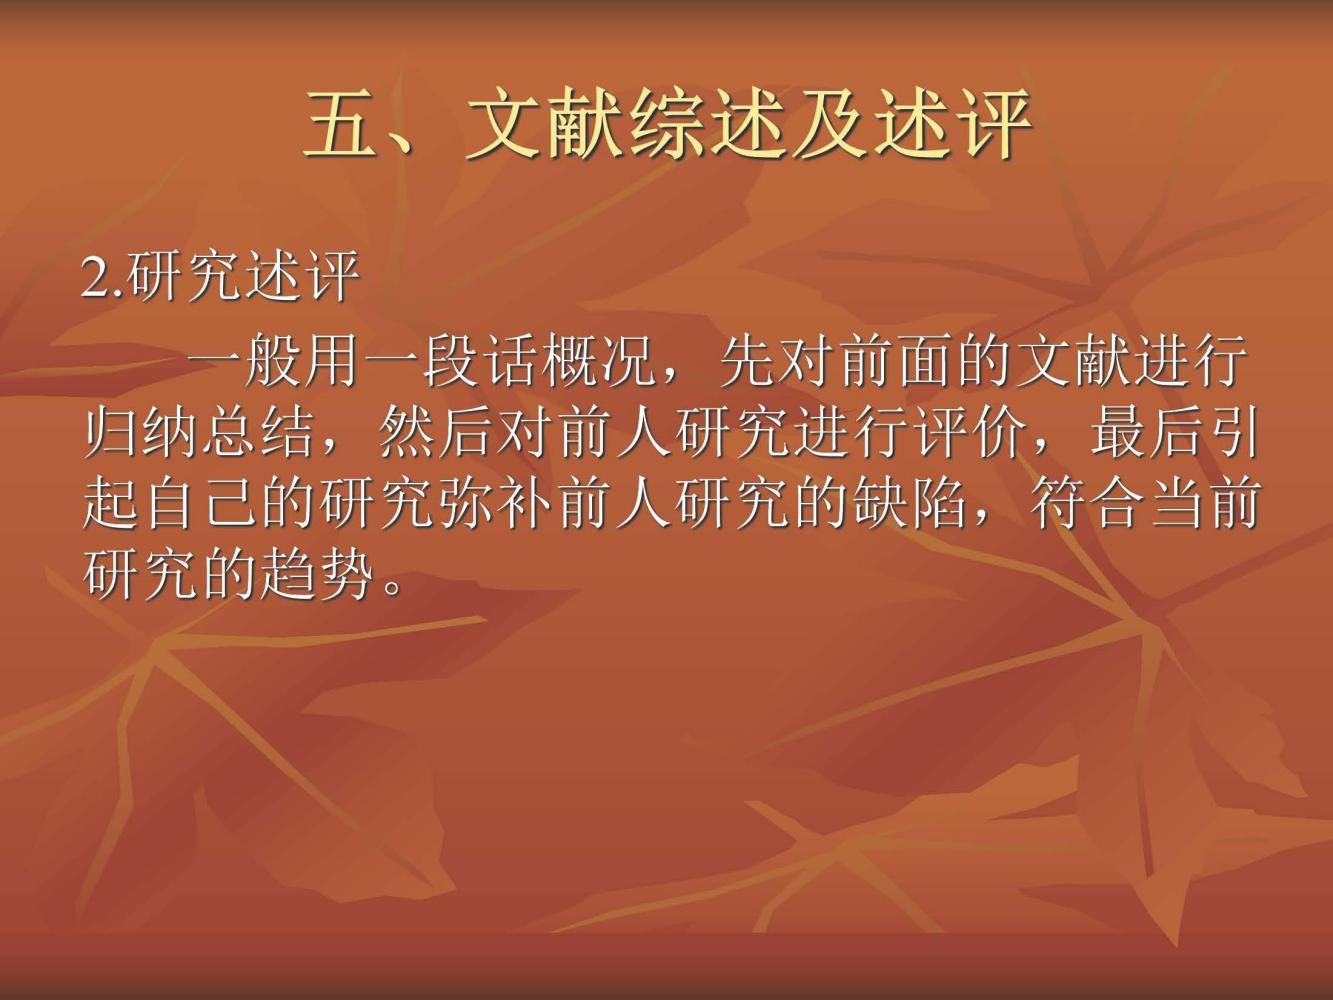 五、文献综述及述评
2.研究述评
一般用一段话概况，先对前面的文献进行
归纳总结，然后对前人研究进行评价，最后引
起自己的研究弥补前人研究的缺陷，符合当前
研究的趋势。